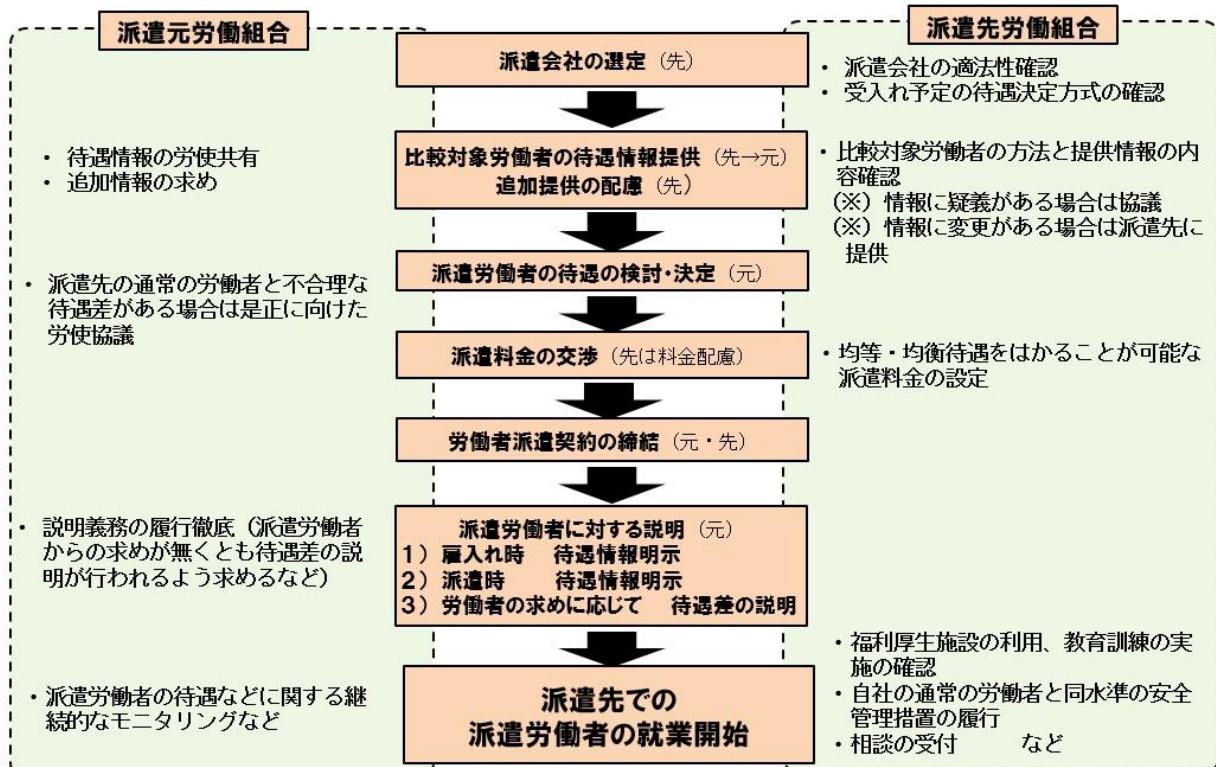 派遣元労働組合
・ 待遇情報の労使共有
・ 追加情報の求め
・ 派遣先の通常の労働者と不合理な
待遇差がある場合は是正に向けた
労使協議
・ 説明義務の履行徹底（派遣労働者
からの求めが無くとも待遇差の説
明が行われるよう求めるなど）
・派遣労働者の待遇などに関する継
続的なモニタリングなど
派遣会社の選定（先）
比較対象労働者の待遇情報提供（先→元）
追加提供の配慮（先）
派遣労働者の待遇の検討・決定（元）
派遣料金の交渉（先は料金配慮）
労働者派遣契約の締結（元・先）
派遣労働者に対する説明（元）
１）雇入れ時　待遇情報明示
２）派遣時　　待遇情報明示
３）労働者の求めに応じて　待遇差の説明
派遣先での
派遣労働者の就業開始
派遣先労働組合
・ 派遣会社の適法性確認
・ 受入れ予定の待遇決定方式の確認
・比較対象労働者の方法と提供情報の内
容確認
（※）情報に疑義がある場合は協議
（※）情報に変更がある場合は派遣先に
提供
・均等・均衡待遇をはかることが可能な
派遣料金の設定
・福利厚生施設の利用、教育訓練の実
施の確認
・自社の通常の労働者と同水準の安全
管理措置の履行
・相談の受付　　　など